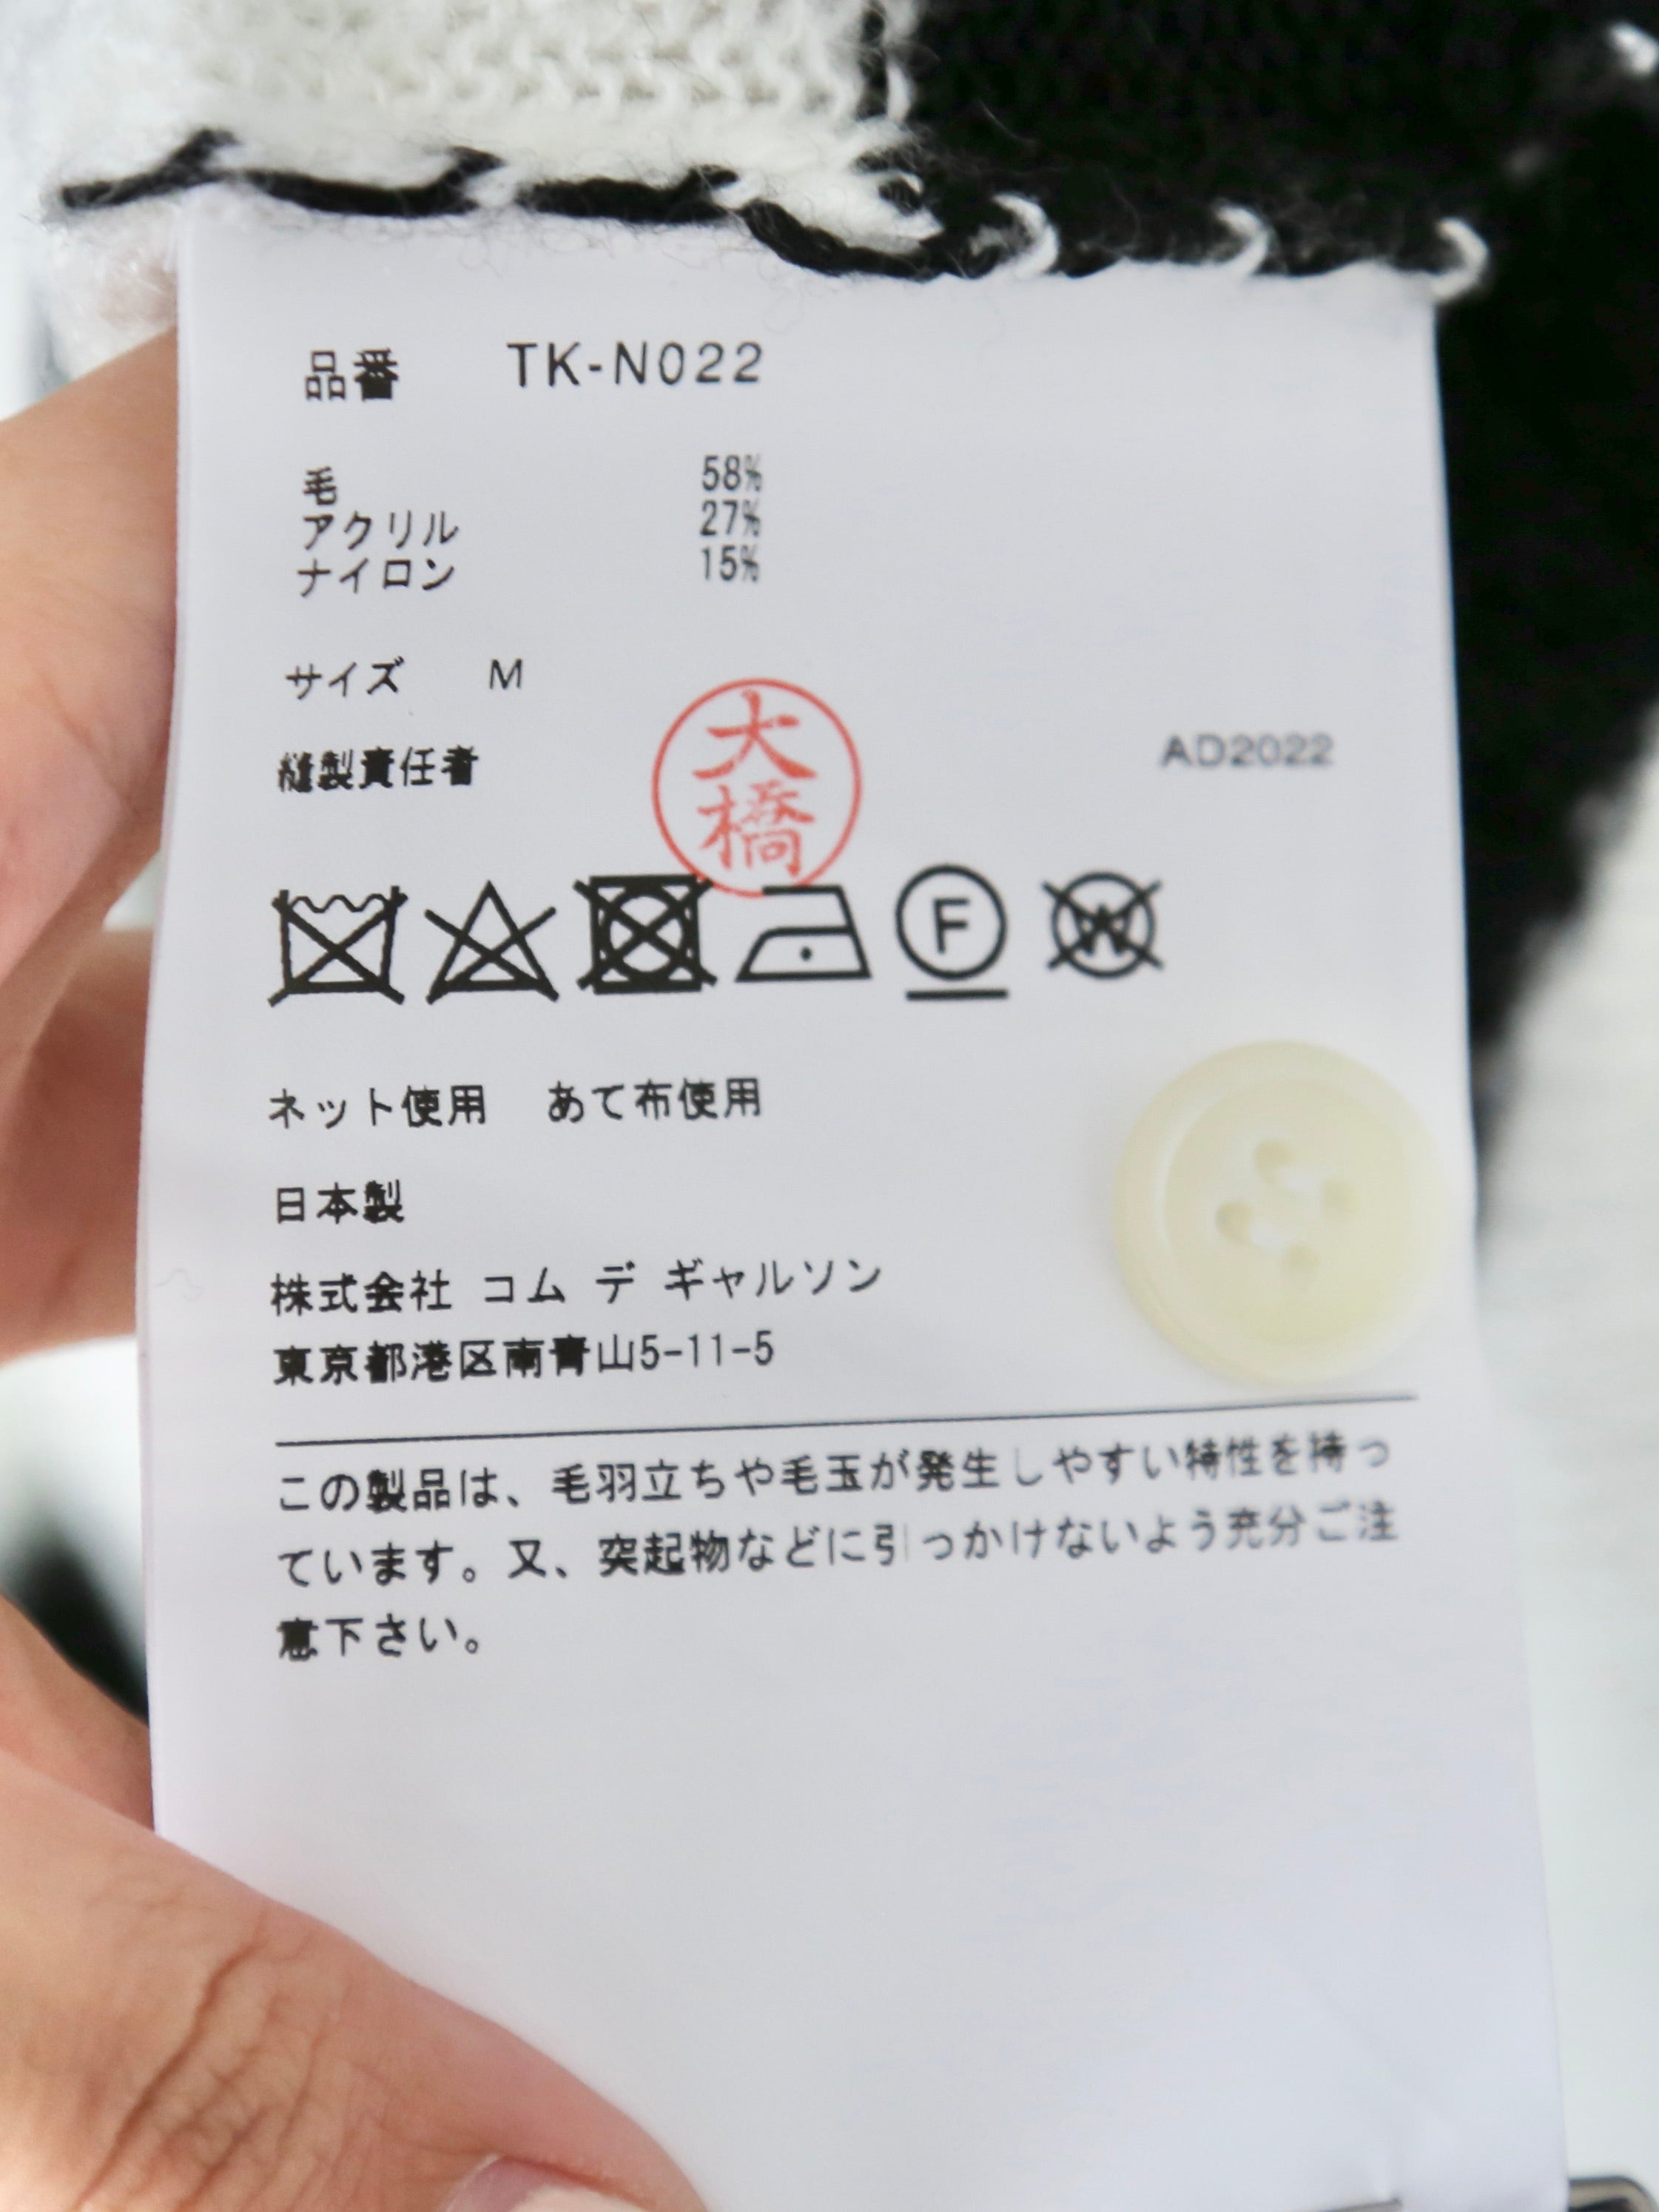 品番 TK-N022
毛 58%
アクリル 27%
ナイロン 15%
サイズ M
縫製責任者 大橋 AD2022
F W
ネット使用 あて布使用
日本製
株式会社 コム デ ギャルソン
東京都港区南青山5-11-5
この製品は、毛羽立ちや毛玉が発生しやすい特性を持っ
ています。又、突起物などに引っかけないよう充分ご注
意下さい。